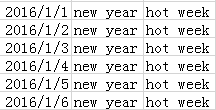 2016/1/1 new year hot week
2016/1/2 new year hot week
2016/1/3 new year hot week
2016/1/4 new year hot week
2016/1/5 new year hot week
2016/1/6 new year hot week